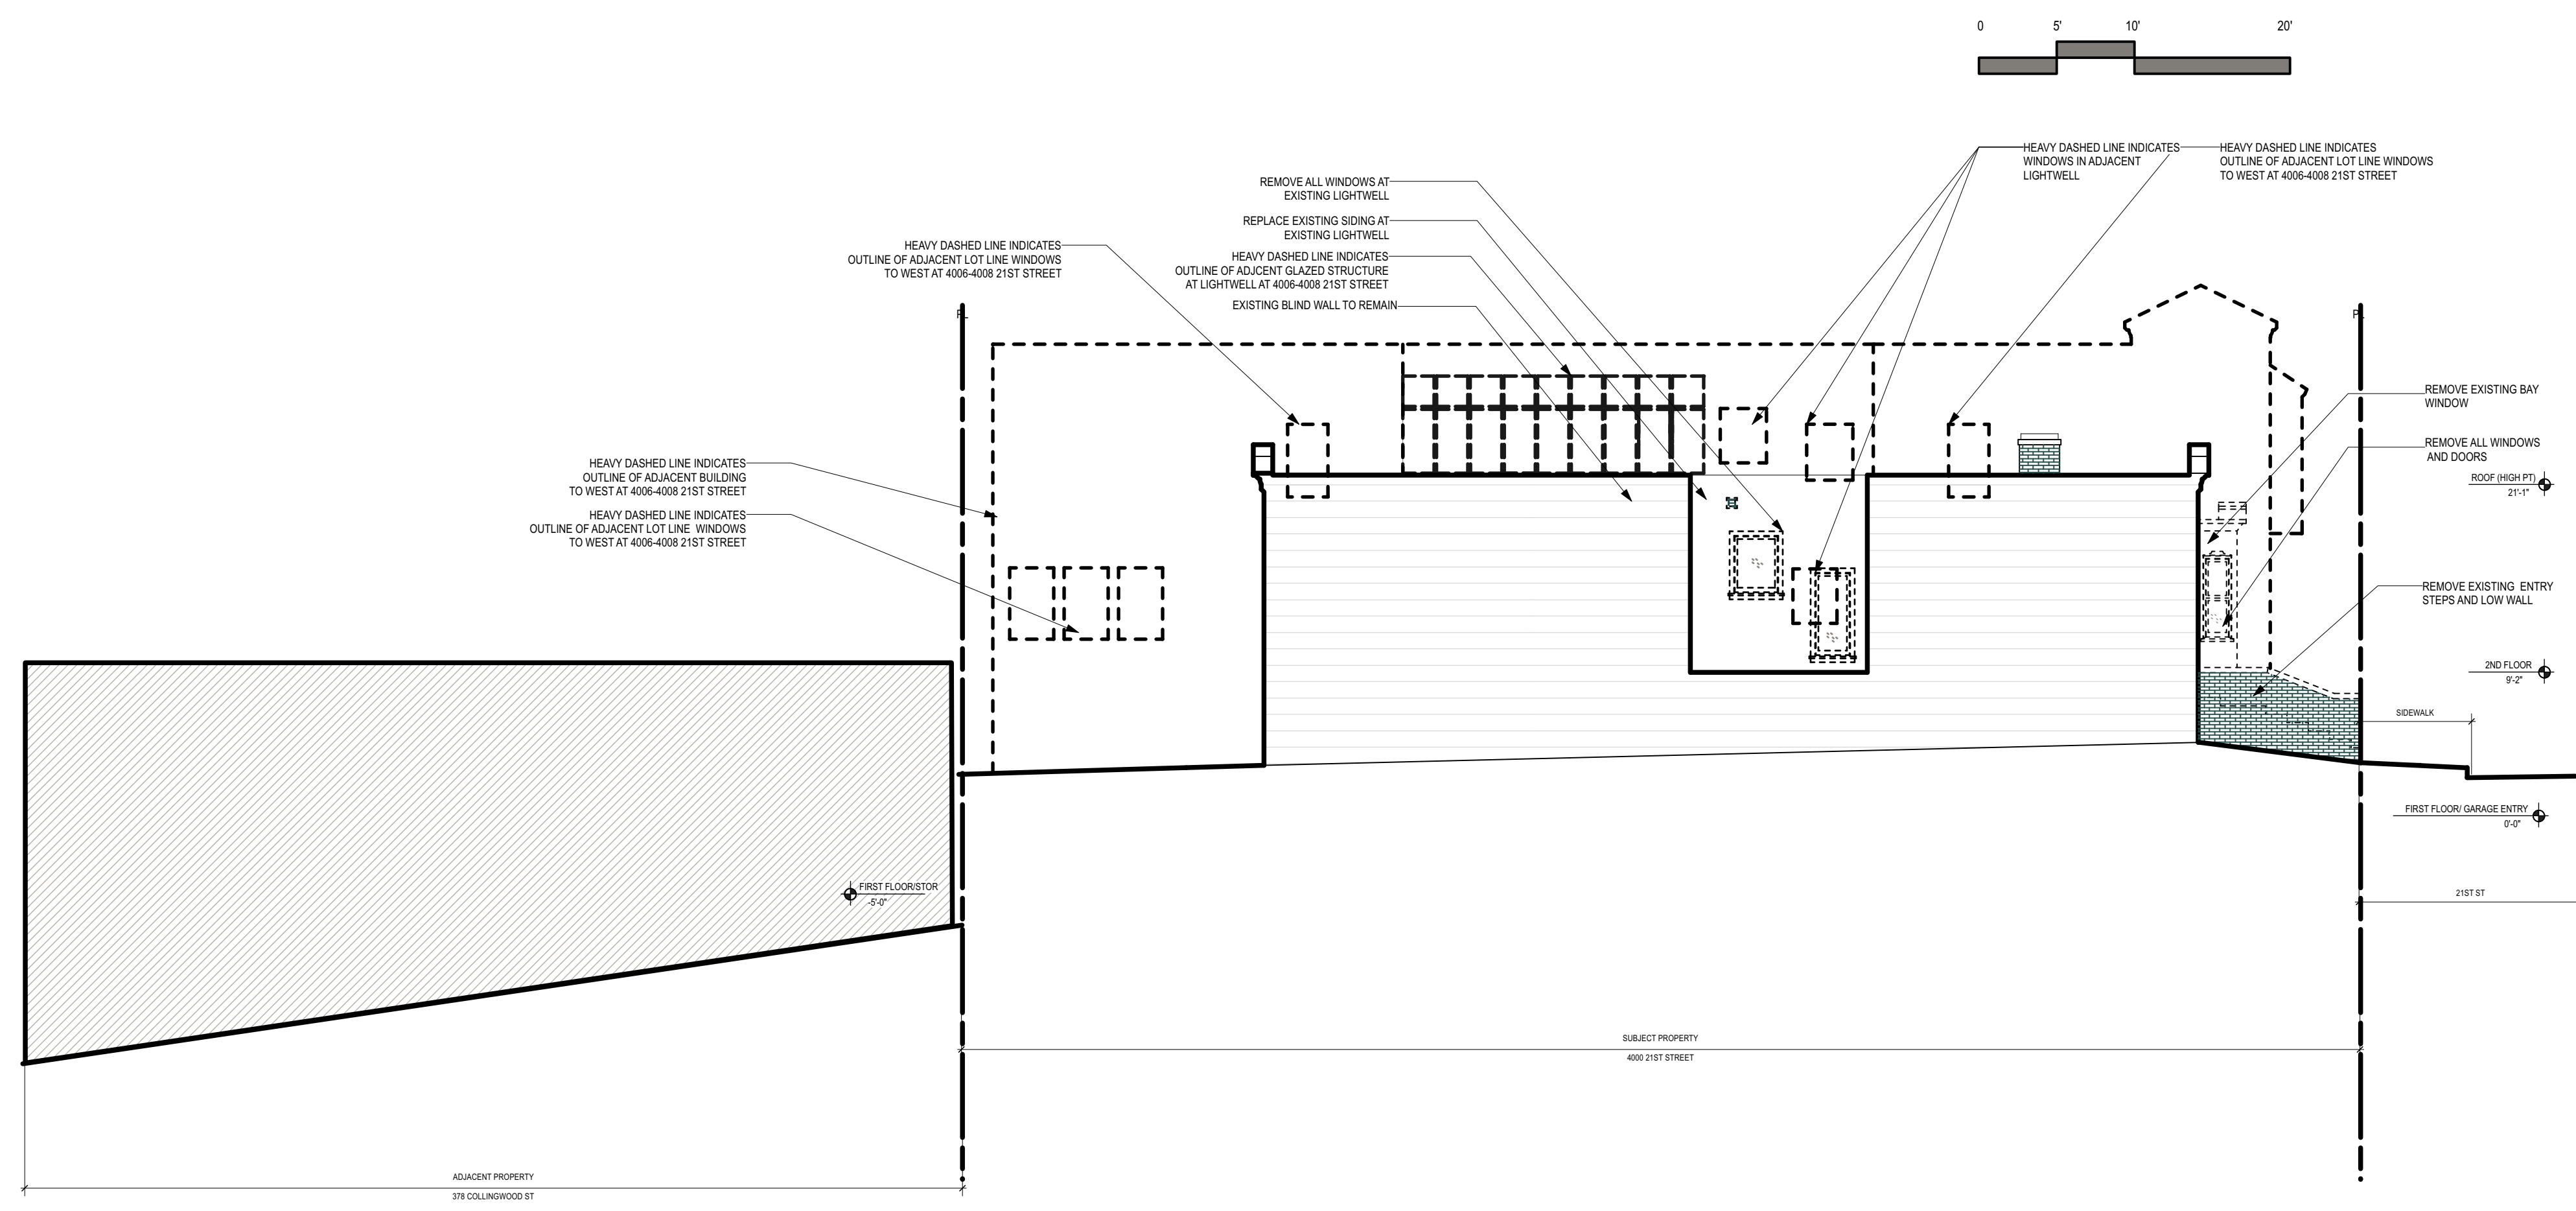 0 5' 10' 20'
HEAVY DASHED LINE INDICATES
WINDOWS IN ADJACENT
LIGHTWELL
HEAVY DASHED LINE INDICATES
OUTLINE OF ADJACENT LOT LINE WINDOWS
TO WEST AT 4006-4008 21ST STREET
REMOVE ALL WINDOWS AT
EXISTING LIGHTWELL
REPLACE EXISTING SIDING AT
EXISTING LIGHTWELL
HEAVY DASHED LINE INDICATES
OUTLINE OF ADJACENT LOT LINE WINDOWS
TO WEST AT 4006-4008 21ST STREET
HEAVY DASHED LINE INDICATES
OUTLINE OF ADJCENT GLAZED STRUCTURE
AT LIGHTWELL AT 4006-4008 21ST STREET
EXISTING BLIND WALL TO REMAIN
PL
PL
REMOVE EXISTING BAY
WINDOW
REMOVE ALL WINDOWS
AND DOORS
HEAVY DASHED LINE INDICATES
OUTLINE OF ADJACENT BUILDING
TO WEST AT 4006-4008 21ST STREET
ROOF (HIGH PT)
21'-1"
HEAVY DASHED LINE INDICATES
OUTLINE OF ADJACENT LOT LINE WINDOWS
TO WEST AT 4006-4008 21ST STREET
REMOVE EXISTING ENTRY
STEPS AND LOW WALL
2ND FLOOR
9'-2"
SIDEWALK
FIRST FLOOR/ GARAGE ENTRY
0'-0"
FIRST FLOOR/STOR
-5'-0"
21ST ST
SUBJECT PROPERTY
4000 21ST STREET
ADJACENT PROPERTY
378 COLLINGWOOD ST